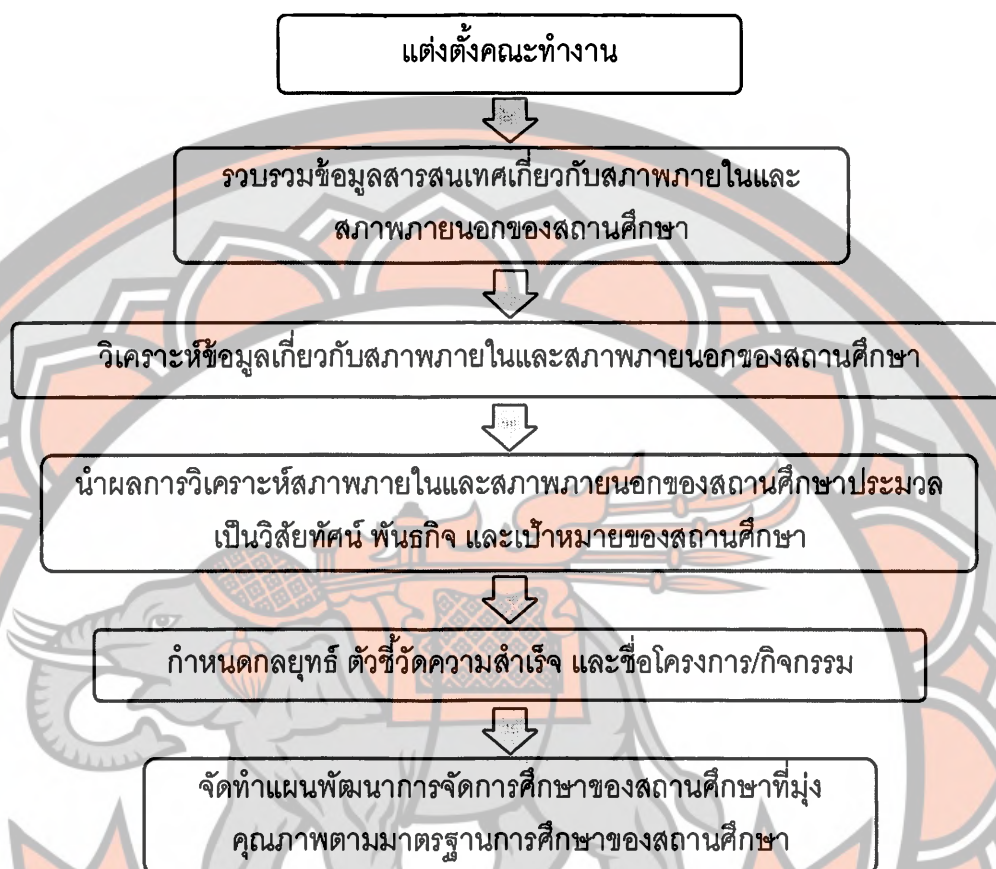 แต่งตั้งคณะทำงาน
รวบรวมข้อมูลสารสนเทศเกี่ยวกับสภาพภายในและ
สภาพภายนอกของสถานศึกษา
วิเคราะห์ข้อมูลเกี่ยวกับสภาพภายในและสภาพภายนอกของสถานศึกษา
นำผลการวิเคราะห์สภาพภายในและสภาพภายนอกของสถานศึกษาประมวล
เป็นวิสัยทัศน์ พันธกิจ และเป้าหมายของสถานศึกษา
กำหนดกลยุทธ์ ตัวชี้วัดความสำเร็จ และชื่อโครงการ/กิจกรรม
จัดทำแผนพัฒนาการจัดการศึกษาของสถานศึกษาที่มุ่ง
คุณภาพตามมาตรฐานการศึกษาของสถานศึกษา